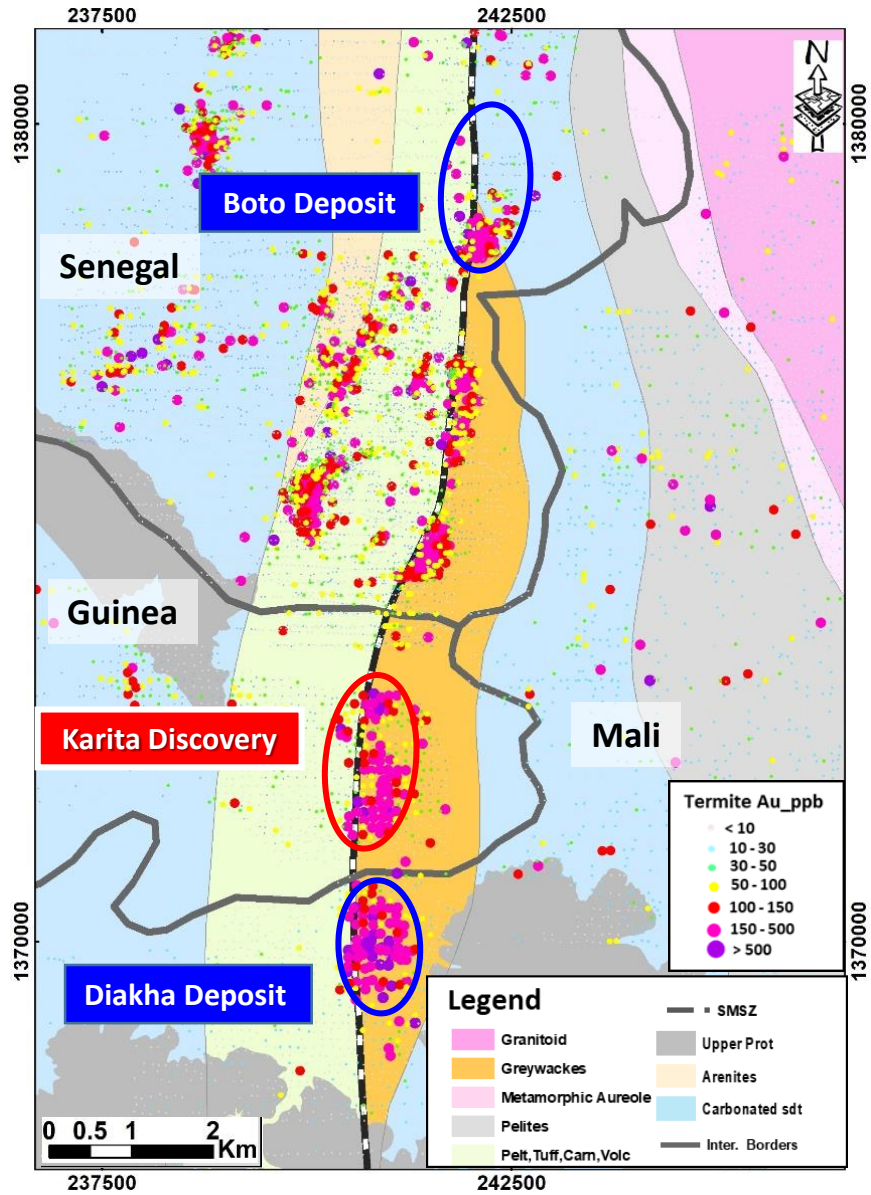 237500
242500
N
1380000
1380000
Boto Deposit
Senegal
Guinea
Karita Discovery
Mali
Termite Au_ppb
< 10
10 - 30
30 - 50
50 - 100
100 - 150
150 - 500
> 500
1370000
1370000
Diakha Deposit
Legend
Granitoid
Greywackes
Metamorphic Aureole
Pelites
Pelt,Tuff,Carn,Volc
SMSZ
Upper Prot
Arenites
Carbonated sdt
Inter. Borders
0 0.5 1 2
Km
237500
242500